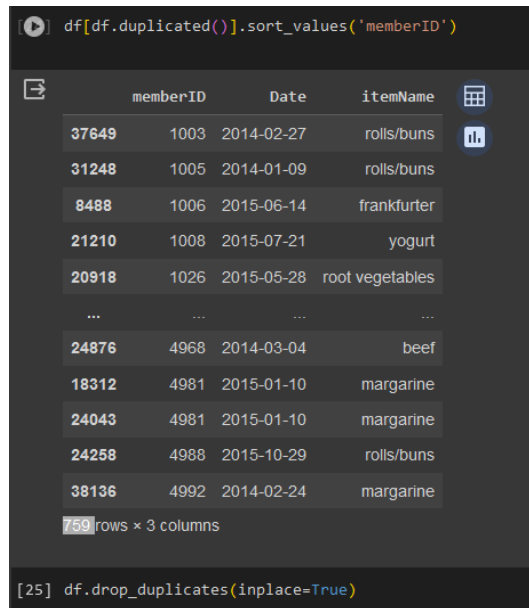 df[df.duplicated()].sort_values('memberID')
memberID Date itemName
37649 1003 2014-02-27 rolls/buns
31248 1005 2014-01-09 rolls/buns
8488 1006 2015-06-14 frankfurter
21210 1008 2015-07-21 yogurt
20918 1026 2015-05-28 root vegetables
... ... ... ...
24876 4968 2014-03-04 beef
18312 4981 2015-01-10 margarine
24043 4981 2015-01-10 margarine
24258 4988 2015-10-29 rolls/buns
38136 4992 2014-02-24 margarine
759 rows × 3 columns
[25] df.drop_duplicates(inplace=True)